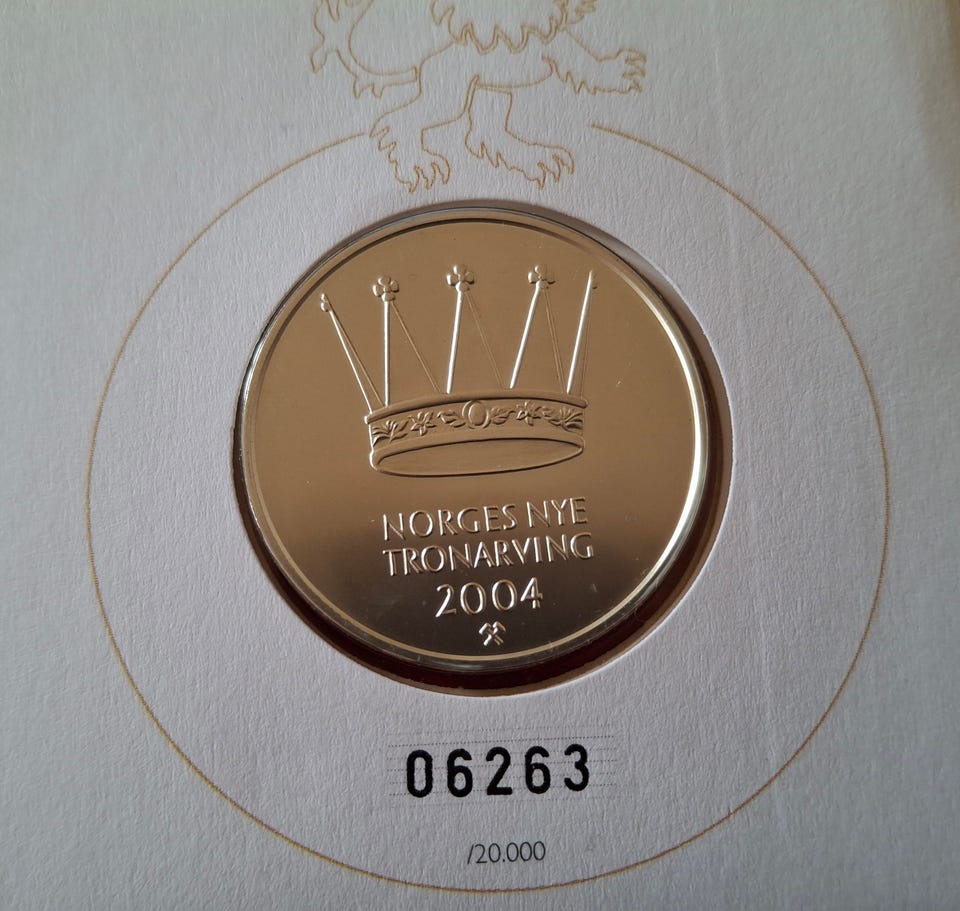 NORGES NYE
TRONARVING
2004
06263
/20.000